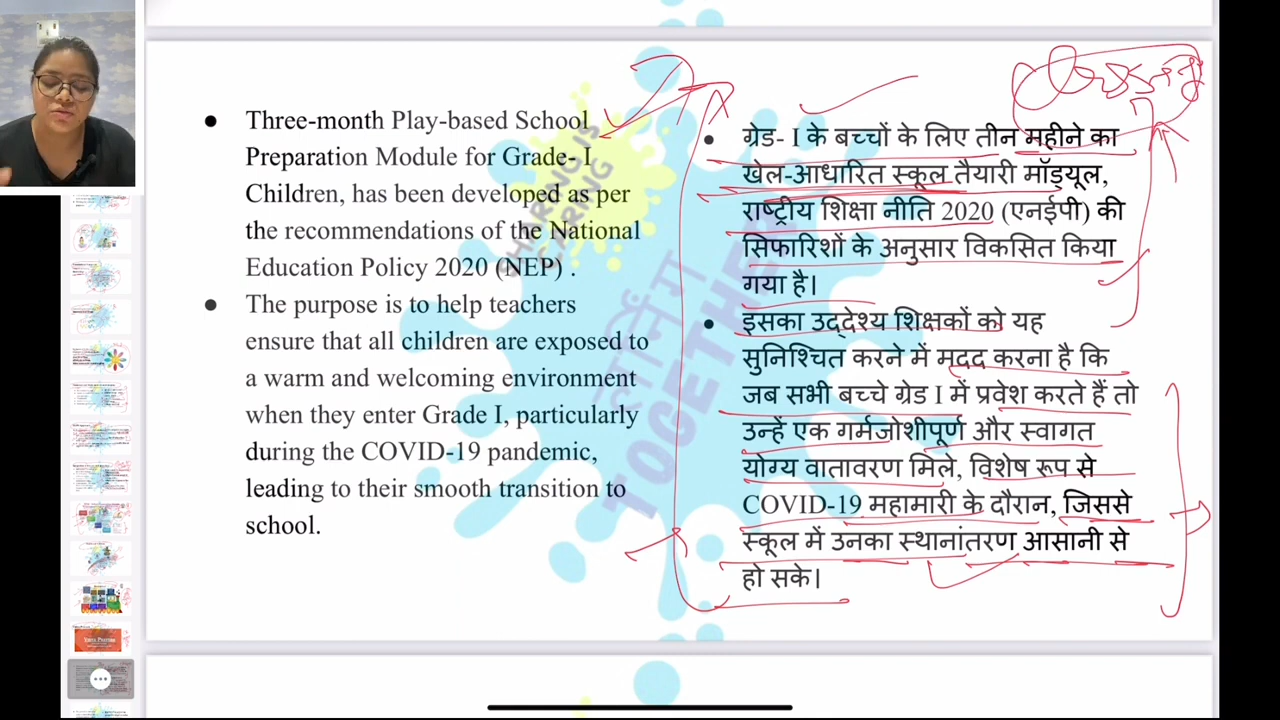 Three-month Play-based School
Preparation Module for Grade- I
Children, has been developed as per
the recommendations of the National
Education Policy 2020 (NEP) .
The purpose is to help teachers
ensure that all children are exposed to
a warm and welcoming environment
when they enter Grade I, particularly
during the COVID-19 pandemic,
leading to their smooth transition to
school.
ग्रेड- I के बच्चों के लिए तीन महीने का
खेल-आधारित स्कूल तैयारी मॉड्यूल,
राष्ट्रीय शिक्षा नीति 2020 (एनईपी) की
सिफारिशों के अनुसार विकसित किया
गया है।
इसका उद्देश्य शिक्षकों को यह
सुनिश्चित करने में मदद करना है कि
जब सभी बच्चे ग्रेड I में प्रवेश करते हैं तो
उन्हें एक गर्मजोशीपूर्ण और स्वागत
योग्य वातावरण मिले, विशेष रूप से
COVID-19 महामारी के दौरान, जिससे
स्कूल में उनका स्थानांतरण आसानी से
हो सके।
TOGETHER